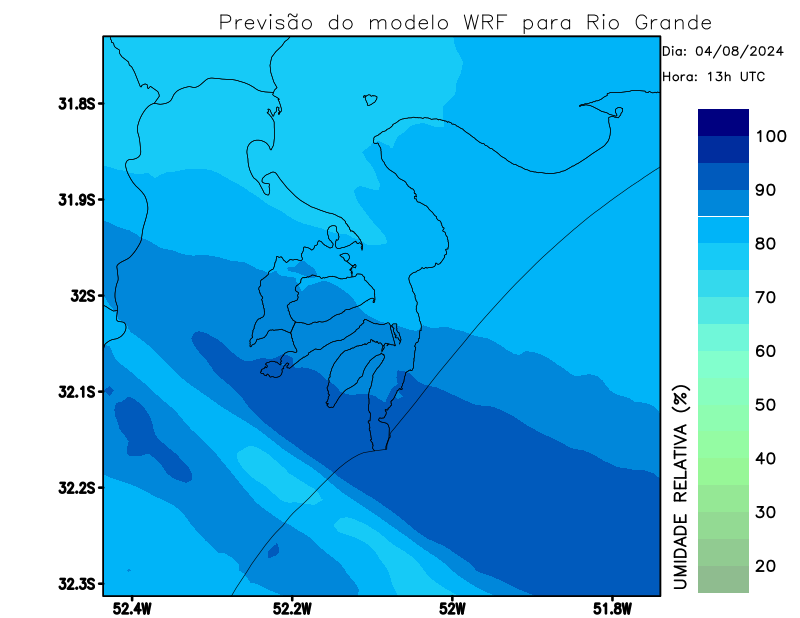 Previsão do modelo WRF para Rio Grande
Dia: 04/08/2024
Hora: 13h UTC
31.8S
31.9S
32S
32.1S
32.2S
32.3S
52.4W
52.2W
52W
51.8W
100
90
80
70
60
50
40
30
20
UMIDADE RELATIVA (%)